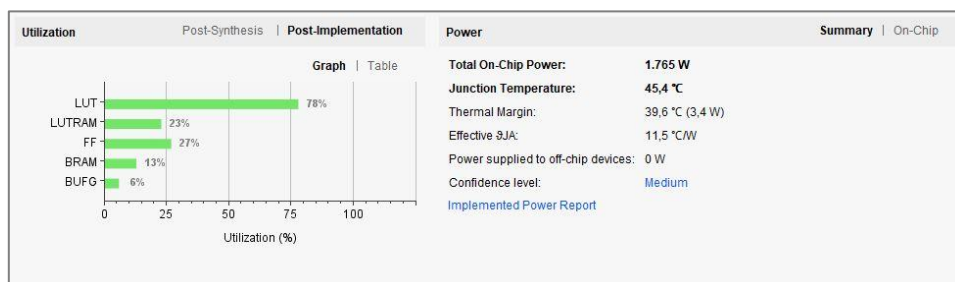 Utilization Post-Synthesis | Post-Implementation
Graph | Table
LUT 78%
LUTRAM 23%
FF 27%
BRAM 13%
BUFG 6%
0 25 50 75 100
Utilization (%)
Power Summary | On-Chip
Total On-Chip Power: 1.765 W
Junction Temperature: 45,4 °C
Thermal Margin: 39,6 °C (3,4 W)
Effective ϑJA: 11,5 °C/W
Power supplied to off-chip devices: 0 W
Confidence level: Medium
Implemented Power Report